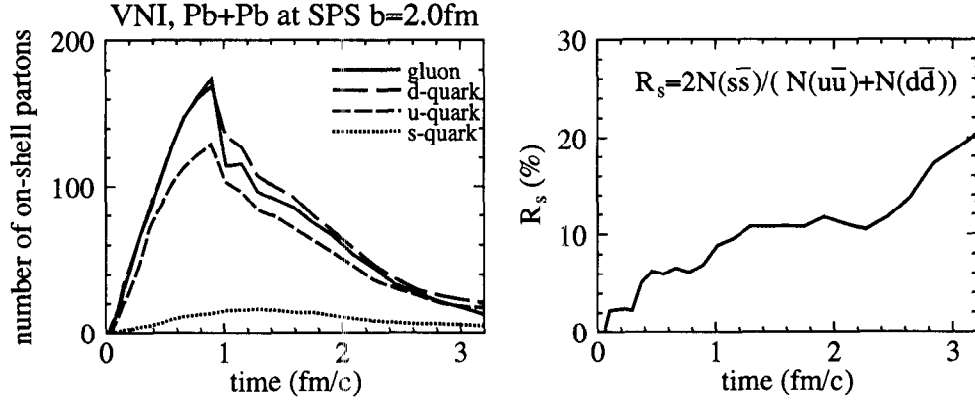 VNI, Pb+Pb at SPS b=2.0fm
number of on-shell partons
200
100
0
gluon
d-quark
u-quark
s-quark
0 1 2 3
time (fm/c)
R_s (%)
30
20
10
0
R_s=2N(ss̅)/( N(uu̅)+N(dd̅))
0 1 2 3
time (fm/c)